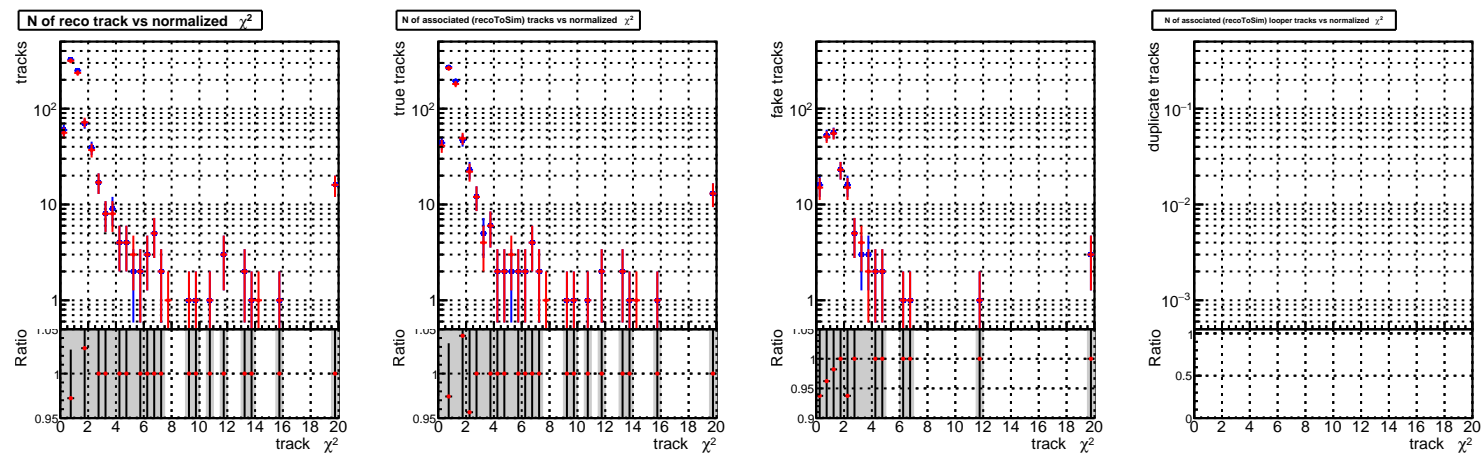 N of reco track vs normalized χ²
tracks
10²
10
1
Ratio
1.05
1
0.95
0 2 4 6 8 10 12 14 16 18 20
track χ²
N of associated (recoToSim) tracks vs normalized χ²
true tracks
10²
10
1
Ratio
1.05
1
0.95
0 2 4 6 8 10 12 14 16 18 20
track χ²
fake tracks
10²
10
1
Ratio
1.05
1
0.95
0.9
0 2 4 6 8 10 12 14 16 18 20
track χ²
N of associated (recoToSim) looper tracks vs normalized χ²
duplicate tracks
10⁻¹
10⁻²
10⁻³
Ratio
1
0.5
0
0 2 4 6 8 10 12 14 16 18 20
track χ²